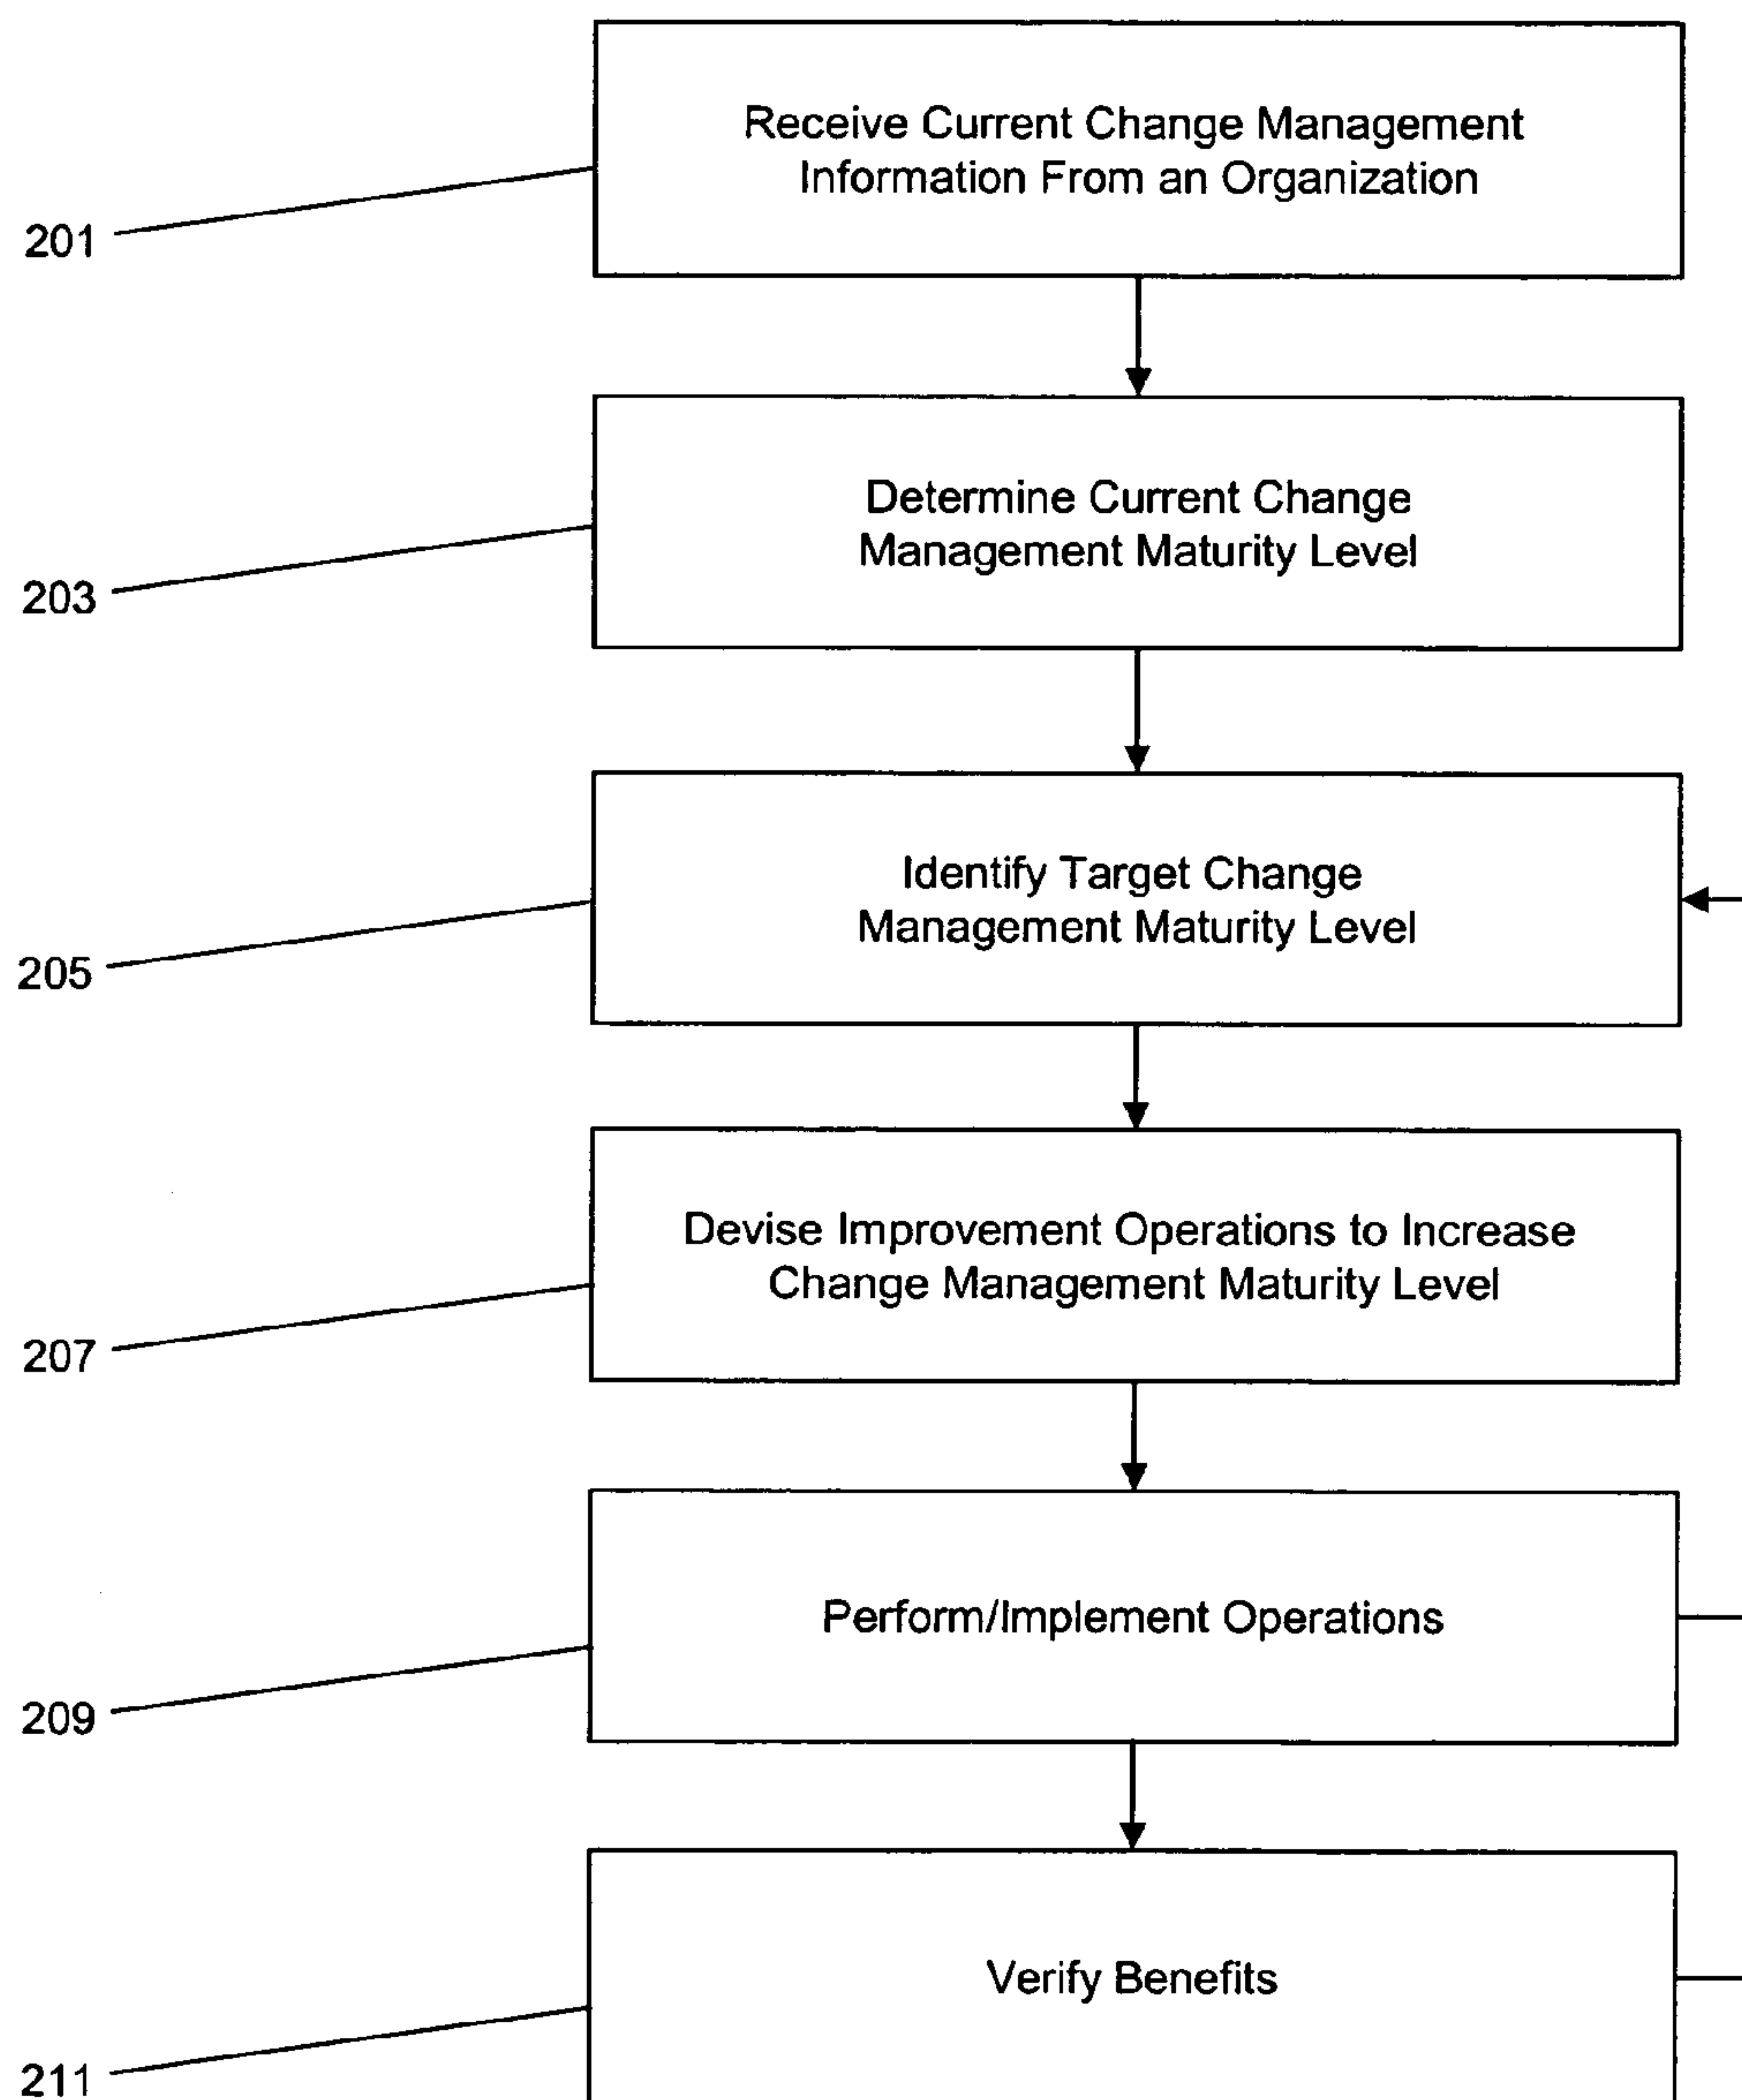 Receive Current Change Management
Information From an Organization
201
Determine Current Change
Management Maturity Level
203
Identify Target Change
Management Maturity Level
205
Devise Improvement Operations to Increase
Change Management Maturity Level
207
Perform/Implement Operations
209
Verify Benefits
211